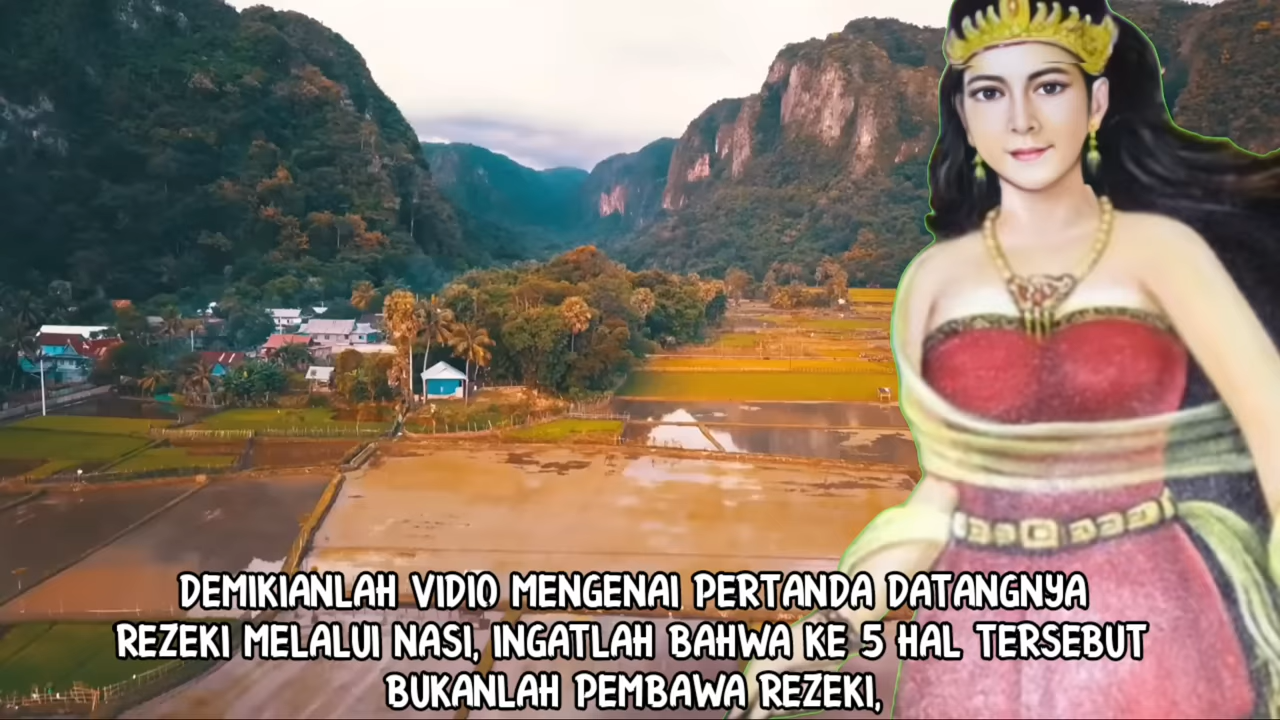 DEMIKIANLAH VIDIO MENGENAI PERTANDA DATANGNYA
REZEKI MELALUI NASI, INGATLAH BAHWA KE 5 HAL TERSEBUT
BUKANLAH PEMBAWA REZEKI,